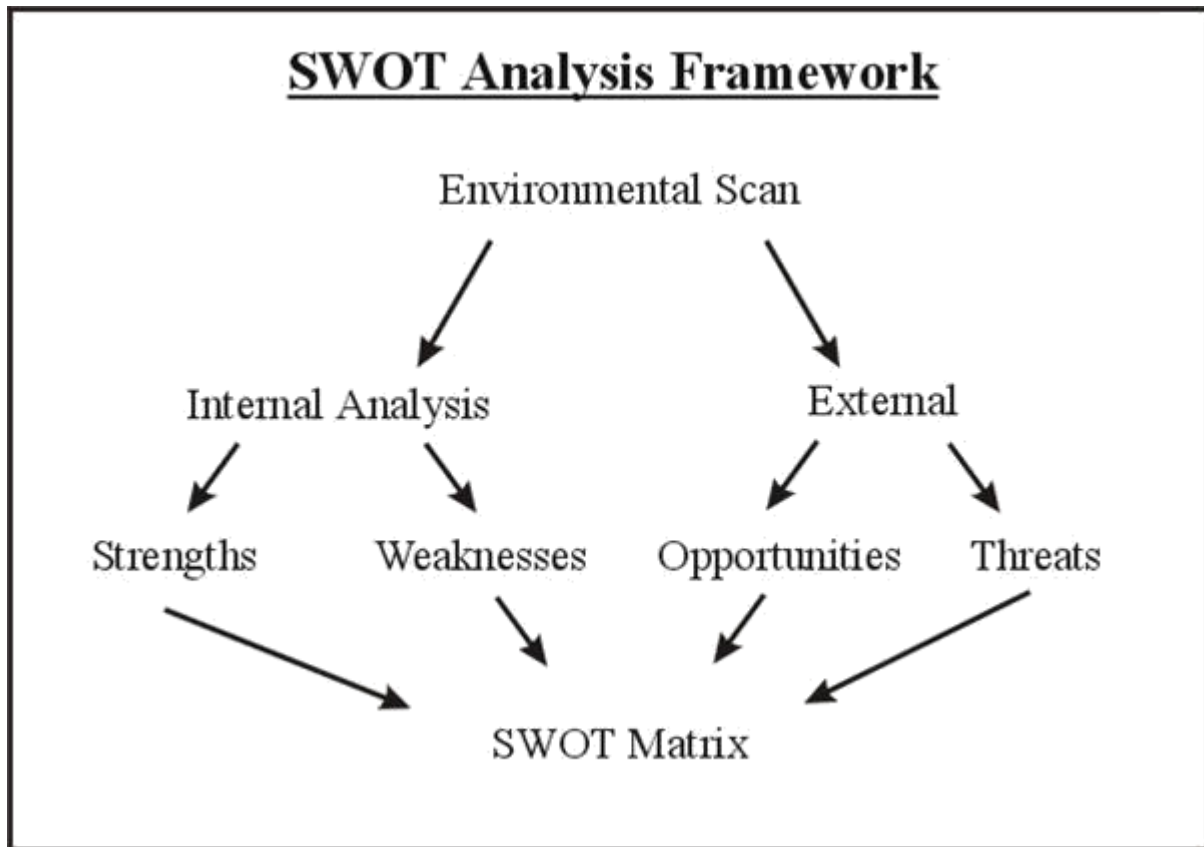 SWOT Analysis Framework
Environmental Scan
Internal Analysis External
Strengths Weaknesses Opportunities Threats
SWOT Matrix